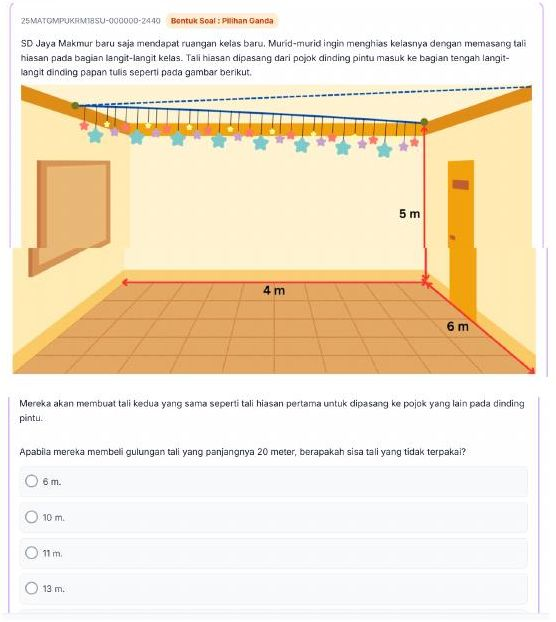 25MATGMPUKRM18SU-000000-2440 Bentuk Soal : Pilihan Ganda
SD Jaya Makmur baru saja mendapat ruangan kelas baru. Murid-murid ingin menghias kelasnya dengan memasang tali
hiasan pada bagian langit-langit kelas. Tali hiasan dipasang dari pojok dinding pintu masuk ke bagian tengah langit-
langit dinding papan tulis seperti pada gambar berikut.
5 m
4 m
6 m
Mereka akan membuat tali kedua yang sama seperti tali hiasan pertama untuk dipasang ke pojok yang lain pada dinding
pintu.
Apabila mereka membeli gulungan tali yang panjangnya 20 meter, berapakah sisa tali yang tidak terpakai?
6 m.
10 m.
11 m.
13 m.